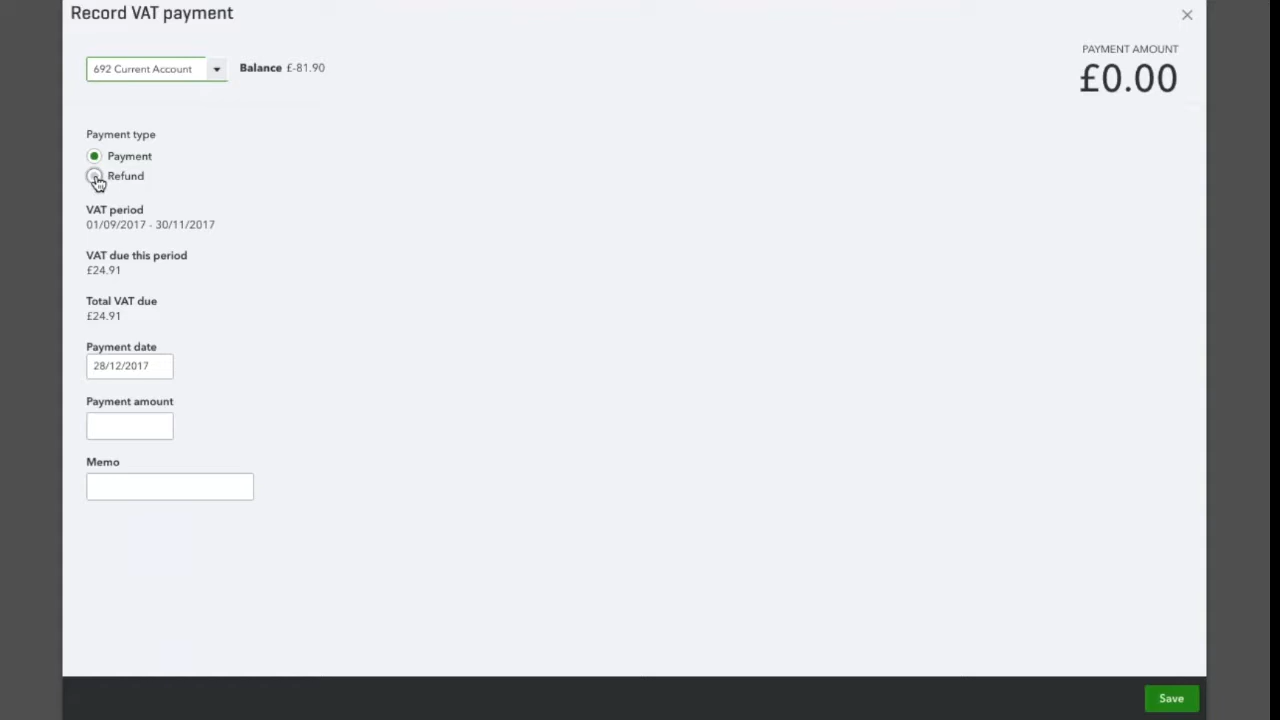 Record VAT payment
692 Current Account
Balance £-81.90
PAYMENT AMOUNT
£0.00
Payment type
Payment
Refund
VAT period
01/09/2017 - 30/11/2017
VAT due this period
£24.91
Total VAT due
£24.91
Payment date
28/12/2017
Payment amount
Memo
Save